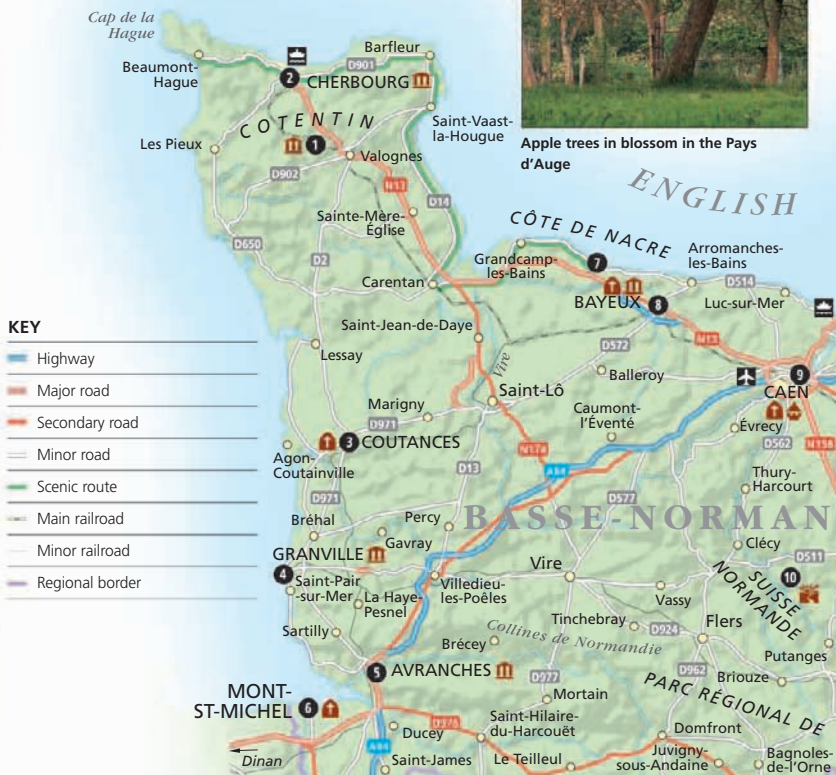 Cap de la
Hague
Beaumont-
Hague
2
CHERBOURG
D901
Barfleur
COTENTIN
Saint-Vaast-
la-Hougue
Les Pieux
1
Valognes
D902
N13
D14
Sainte-Mère-
Église
D650
D2
Carentan
Apple trees in blossom in the Pays
d'Auge
ENGLISH
CÔTE DE NACRE
Grandcamp-
les-Bains
7
Arromanches-
les-Bains
D514
BAYEUX
8
Luc-sur-Mer
N13
Saint-Jean-de-Daye
Vire
D572
Lessay
Balleroy
9
CAEN
Saint-Lô
Marigny
D971
Caumont-
l'Éventé
Évrecy
D562
N158
3
COUTANCES
Agon-
Coutainville
N174
A84
D13
D577
Thury-
Harcourt
D971
Bréhal
Percy
Gavray
BASSE-NORMAN
Clécy
D511
GRANVILLE
4
Saint-Pair
-sur-Mer
La Haye-
Pesnel
Villedieu-
les-Poêles
Vire
Vassy
SUISSE
NORMANDE
10
Sartilly
Tinchebray
D924
Flers
Collines de Normandie
Brécey
Putanges
5
AVRANCHES
D977
D962
Briouze
MONT-
ST-MICHEL
6
Mortain
PARC RÉGIONAL DE
D976
Ducey
Saint-Hilaire-
du-Harcouët
Domfront
A84
Dinan
Saint-James
Le Teilleul
Juvigny-
sous-Andaine
Bagnoles-
de-l'Orne
KEY
Highway
Major road
Secondary road
Minor road
Scenic route
Main railroad
Minor railroad
Regional border